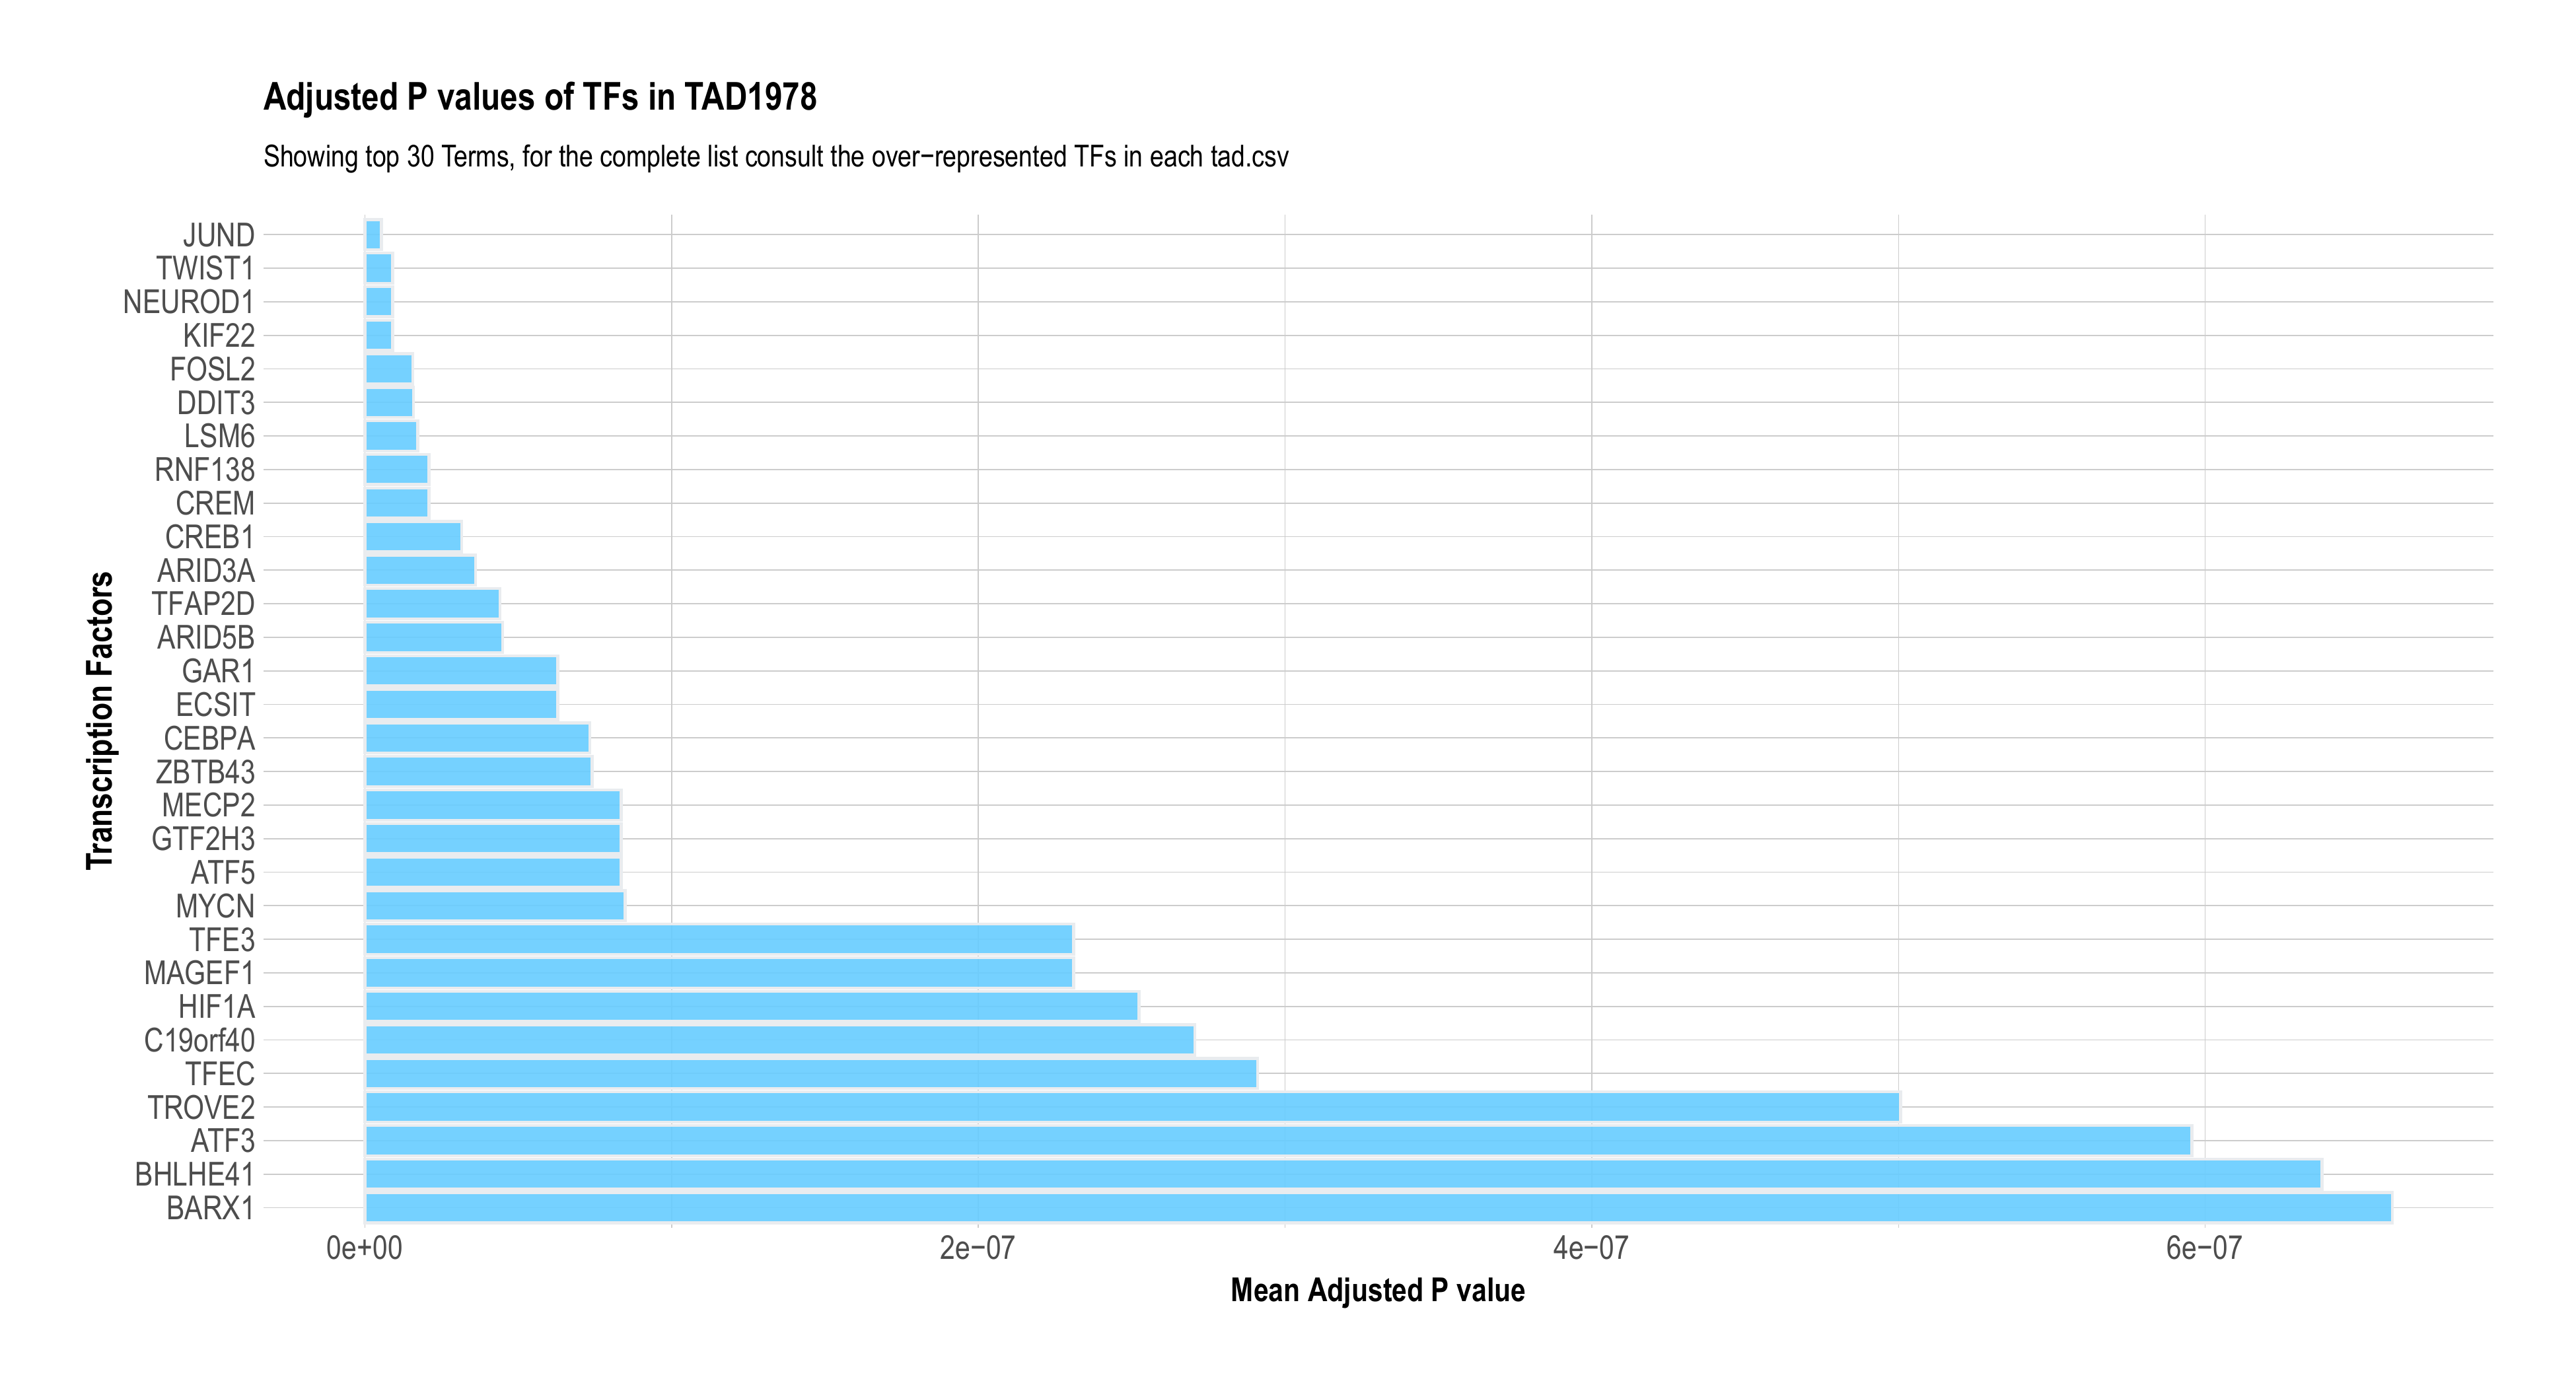 Adjusted P values of TFs in TAD1978
Showing top 30 Terms, for the complete list consult the over−represented TFs in each tad.csv
Transcription Factors
JUND
TWIST1
NEUROD1
KIF22
FOSL2
DDIT3
LSM6
RNF138
CREM
CREB1
ARID3A
TFAP2D
ARID5B
GAR1
ECSIT
CEBPA
ZBTB43
MECP2
GTF2H3
ATF5
MYCN
TFE3
MAGEF1
HIF1A
C19orf40
TFEC
TROVE2
ATF3
BHLHE41
BARX1
0e+00 2e−07 4e−07 6e−07
Mean Adjusted P value